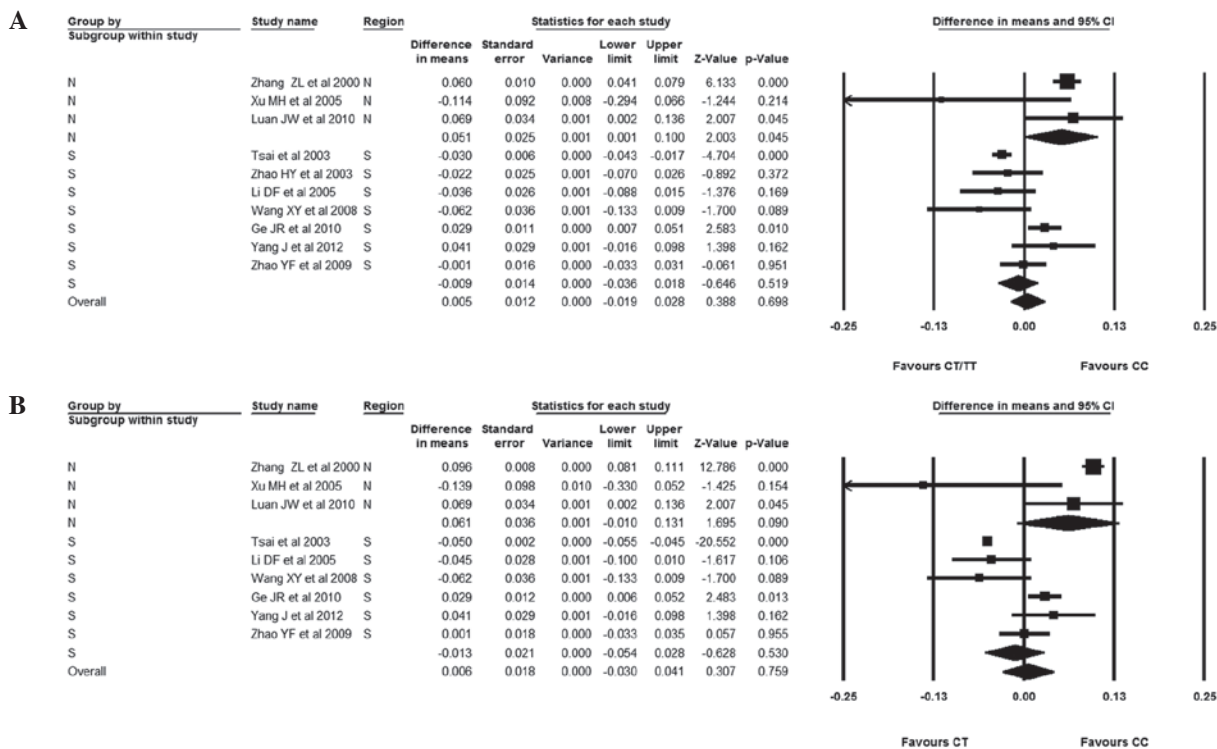 A
Group by Study name Region Statistics for each study Difference in means and 95% CI
Subgroup within study
Difference Standard Lower Upper
in means error Variance limit limit Z-Value p-Value
N Zhang ZL et al 2000 N 0.060 0.010 0.000 0.041 0.079 6.133 0.000
N Xu MH et al 2005 N -0.114 0.092 0.008 -0.294 0.066 -1.244 0.214
N Luan JW et al 2010 N 0.069 0.034 0.001 0.002 0.136 2.007 0.045
N 0.051 0.025 0.001 0.001 0.100 2.003 0.045
S Tsai et al 2003 S -0.030 0.006 0.000 -0.043 -0.017 -4.704 0.000
S Zhao HY et al 2003 S -0.022 0.025 0.001 -0.070 0.026 -0.892 0.372
S Li DF et al 2005 S -0.036 0.026 0.001 -0.088 0.015 -1.376 0.169
S Wang XY et al 2008 S -0.062 0.036 0.001 -0.133 0.009 -1.700 0.089
S Ge JR et al 2010 S 0.029 0.011 0.000 0.007 0.051 2.583 0.010
S Yang J et al 2012 S 0.041 0.029 0.001 -0.016 0.098 1.398 0.162
S Zhao YF et al 2009 S -0.001 0.016 0.000 -0.033 0.031 -0.061 0.951
S -0.009 0.014 0.000 -0.036 0.018 -0.646 0.519
Overall 0.005 0.012 0.000 -0.019 0.028 0.388 0.698
-0.25 -0.13 0.00 0.13 0.25
Favours CT/TT Favours CC
B
Group by Study name Region Statistics for each study Difference in means and 95% CI
Subgroup within study
Difference Standard Lower Upper
in means error Variance limit limit Z-Value p-Value
N Zhang ZL et al 2000 N 0.096 0.008 0.000 0.081 0.111 12.786 0.000
N Xu MH et al 2005 N -0.139 0.098 0.010 -0.330 0.052 -1.425 0.154
N Luan JW et al 2010 N 0.069 0.034 0.001 0.002 0.136 2.007 0.045
N 0.061 0.036 0.001 -0.010 0.131 1.695 0.090
S Tsai et al 2003 S -0.050 0.002 0.000 -0.055 -0.045 -20.552 0.000
S Li DF et al 2005 S -0.045 0.028 0.001 -0.100 0.010 -1.617 0.106
S Wang XY et al 2008 S -0.062 0.036 0.001 -0.133 0.009 -1.700 0.089
S Ge JR et al 2010 S 0.029 0.012 0.000 0.006 0.052 2.483 0.013
S Yang J et al 2012 S 0.041 0.029 0.001 -0.016 0.098 1.398 0.162
S Zhao YF et al 2009 S 0.001 0.018 0.000 -0.033 0.035 0.057 0.955
S -0.013 0.021 0.000 -0.054 0.028 -0.628 0.530
Overall 0.006 0.018 0.000 -0.030 0.041 0.307 0.759
-0.25 -0.13 0.00 0.13 0.25
Favours CT Favours CC